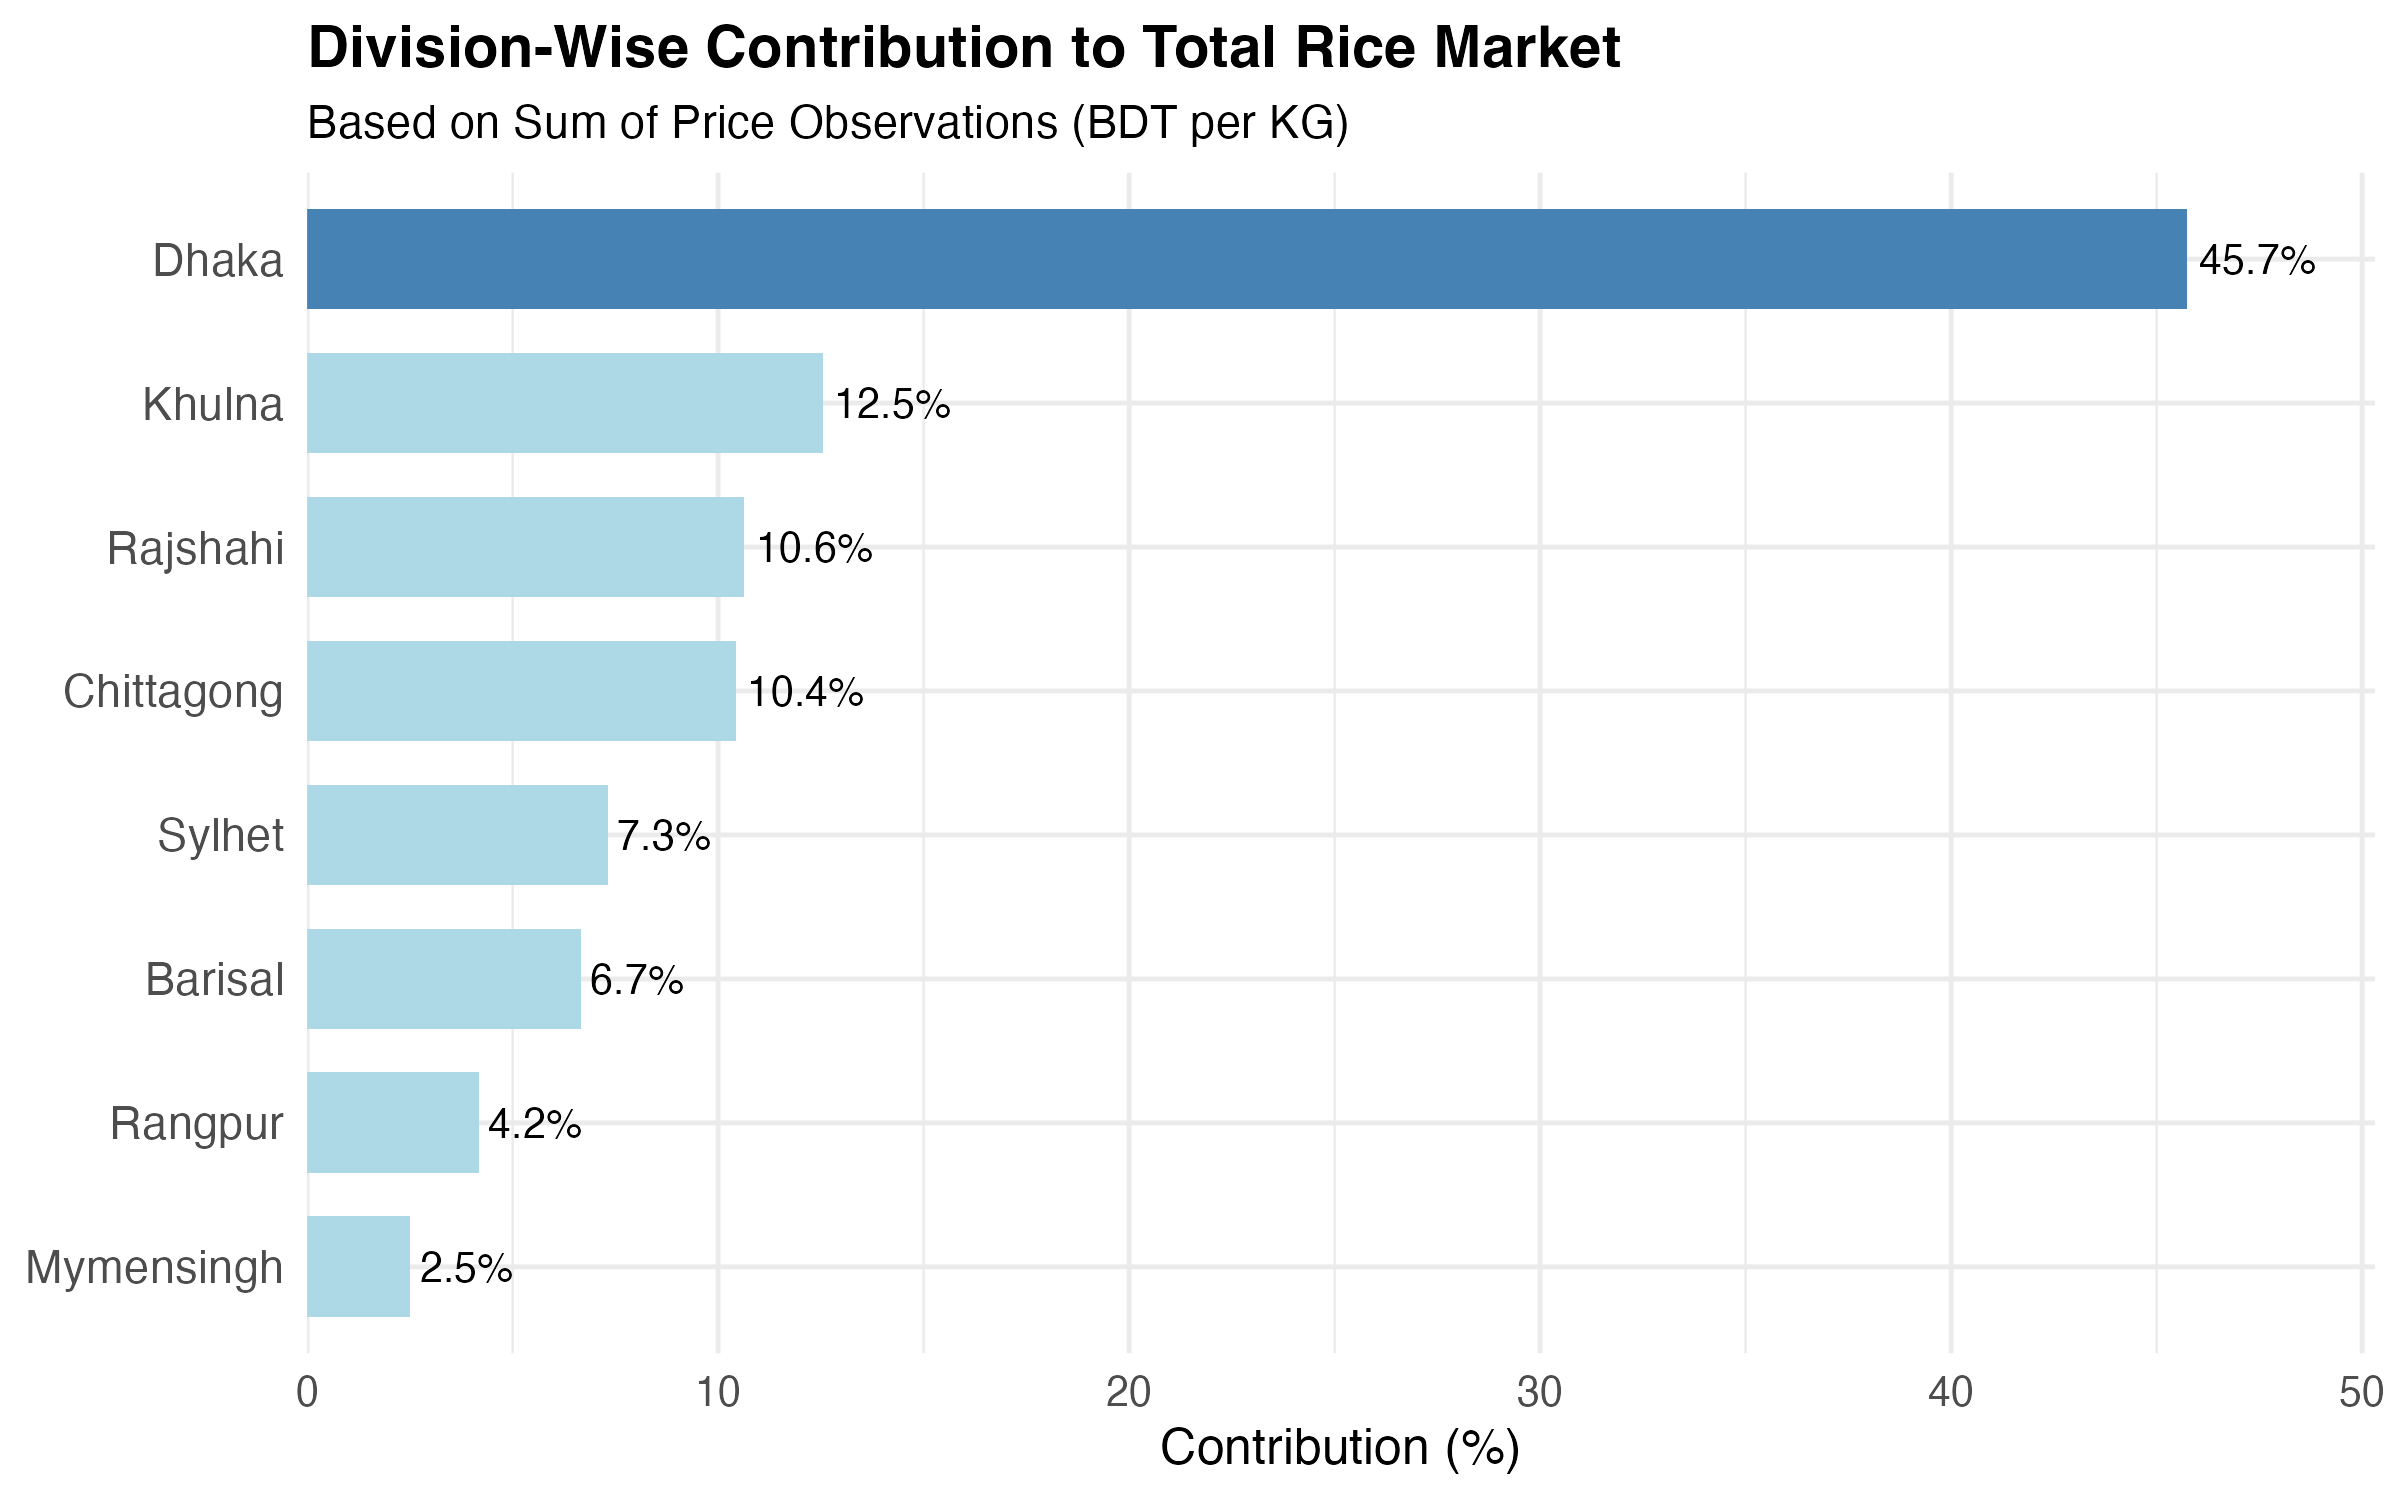 Division-Wise Contribution to Total Rice Market
Based on Sum of Price Observations (BDT per KG)
Dhaka 45.7%
Khulna 12.5%
Rajshahi 10.6%
Chittagong 10.4%
Sylhet 7.3%
Barisal 6.7%
Rangpur 4.2%
Mymensingh 2.5%
0 10 20 30 40 50
Contribution (%)